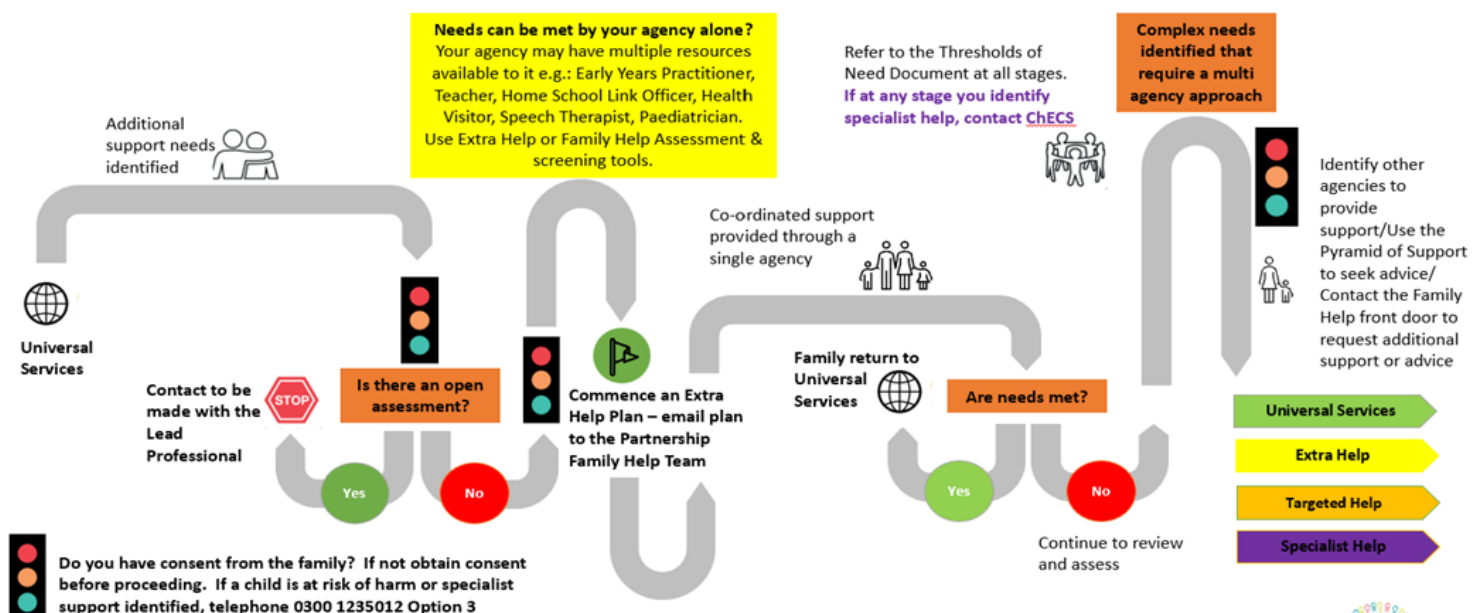 Additional
support needs
identified
Universal
Services
Contact to be
made with the
Lead
Professional
STOP
Is there an open
assessment?
Yes
No
Needs can be met by your agency alone?
Your agency may have multiple resources
available to it e.g.: Early Years Practitioner,
Teacher, Home School Link Officer, Health
Visitor, Speech Therapist, Paediatrician.
Use Extra Help or Family Help Assessment &
screening tools.
Commence an Extra
Help Plan – email plan
to the Partnership
Family Help Team
Co-ordinated support
provided through a
single agency
Family return to
Universal
Services
Are needs met?
Yes
No
Continue to review
and assess
Refer to the Thresholds of
Need Document at all stages.
If at any stage you identify
specialist help, contact ChECS
Complex needs
identified that
require a multi
agency approach
Identify other
agencies to
provide
support/Use the
Pyramid of Support
to seek advice/
Contact the Family
Help front door to
request additional
support or advice
Universal Services
Extra Help
Targeted Help
Specialist Help
Do you have consent from the family? If not obtain consent
before proceeding. If a child is at risk of harm or specialist
support identified, telephone 0300 1235012 Option 3